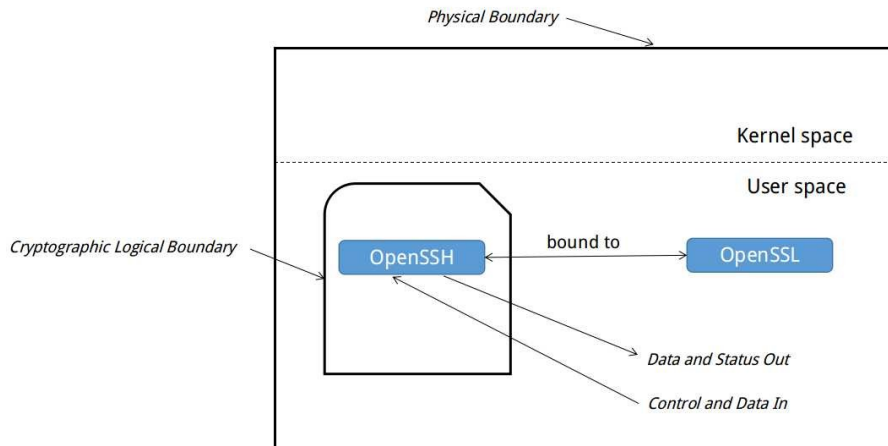 Physical Boundary
Kernel space
User space
Cryptographic Logical Boundary
OpenSSH
bound to
OpenSSL
Data and Status Out
Control and Data In